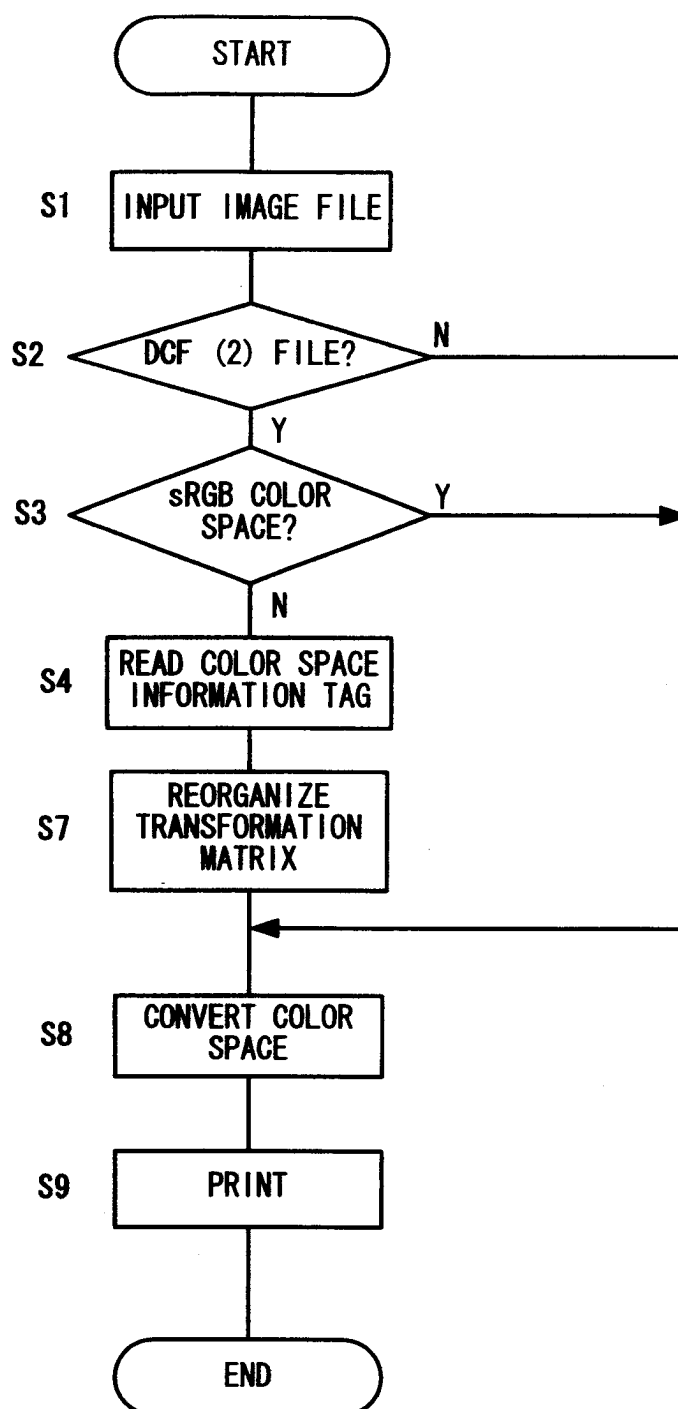 START
S1
INPUT IMAGE FILE
S2
DCF (2) FILE?
N
Y
S3
sRGB COLOR
SPACE?
Y
N
S4
READ COLOR SPACE
INFORMATION TAG
S7
REORGANIZE
TRANSFORMATION
MATRIX
S8
CONVERT COLOR
SPACE
S9
PRINT
END